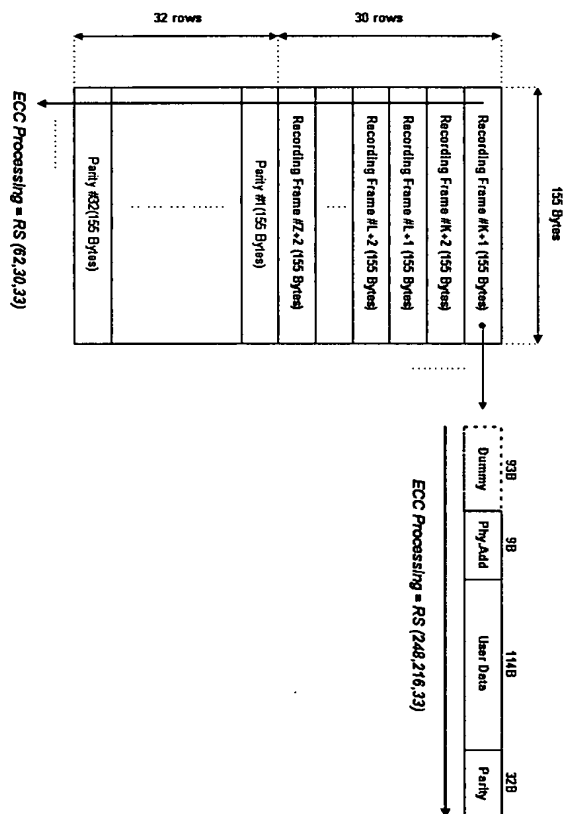 155 Bytes
30 rows
32 rows
Recording Frame #K+1 (155 Bytes)
Recording Frame #K+2 (155 Bytes)
Recording Frame #L+1 (155 Bytes)
Recording Frame #L+2 (155 Bytes)
Recording Frame #Z+2 (155 Bytes)
Parity #1(155 Bytes)
Parity #32(155 Bytes)
ECC Processing = RS (62,30,33)
93B
9B
114B
32B
Dummy
Phy.Add
User Data
Parity
ECC Processing = RS (248,216,33)